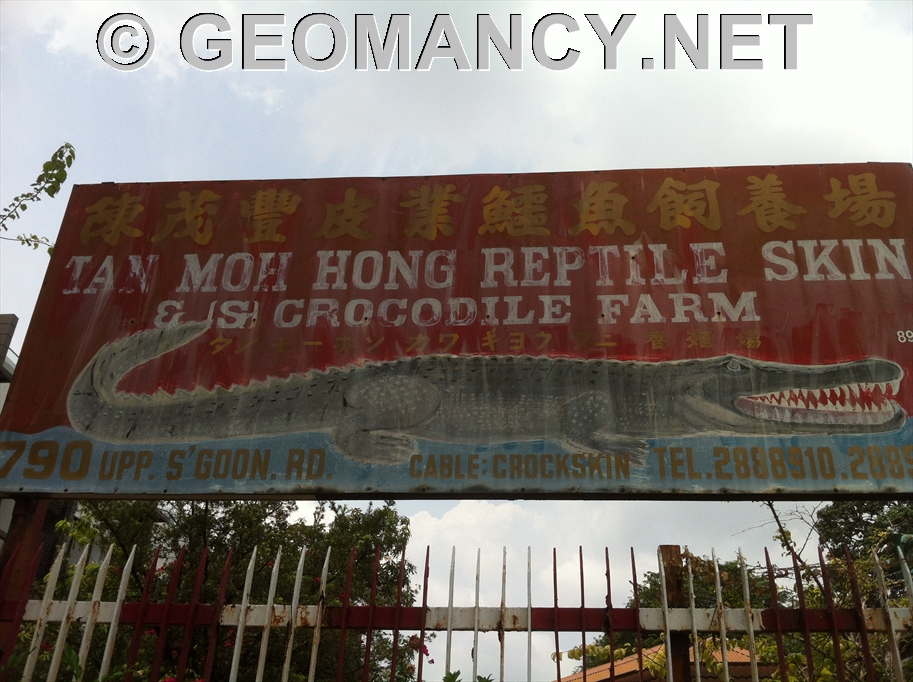 © GEOMANCY.NET
陳茂豐皮業鱷魚飼養場
TAN MOH HONG REPTILE SKIN
& (S) CROCODILE FARM
89
790 UPP. S'GOON. RD. CABLE: CROCKSKIN TEL. 2888910. 2889